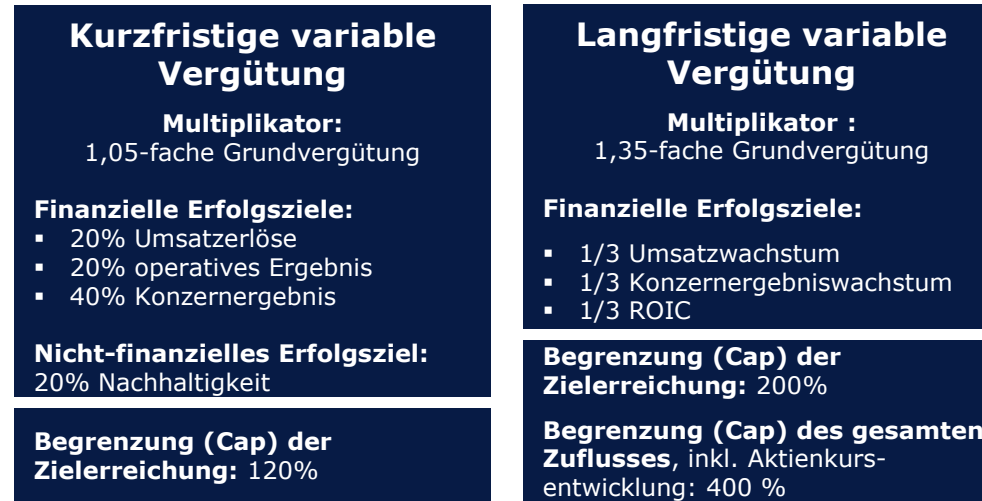 Kurzfristige variable
Vergütung
Multiplikator:
1,05-fache Grundvergütung
Finanzielle Erfolgsziele:
▪ 20% Umsatzerlöse
▪ 20% operatives Ergebnis
▪ 40% Konzernergebnis
Nicht-finanzielles Erfolgsziel:
20% Nachhaltigkeit
Begrenzung (Cap) der
Zielerreichung: 120%
Langfristige variable
Vergütung
Multiplikator :
1,35-fache Grundvergütung
Finanzielle Erfolgsziele:
▪ 1/3 Umsatzwachstum
▪ 1/3 Konzernergebniswachstum
▪ 1/3 ROIC
Begrenzung (Cap) der
Zielerreichung: 200%
Begrenzung (Cap) des gesamten
Zuflusses, inkl. Aktienkurs-
entwicklung: 400 %